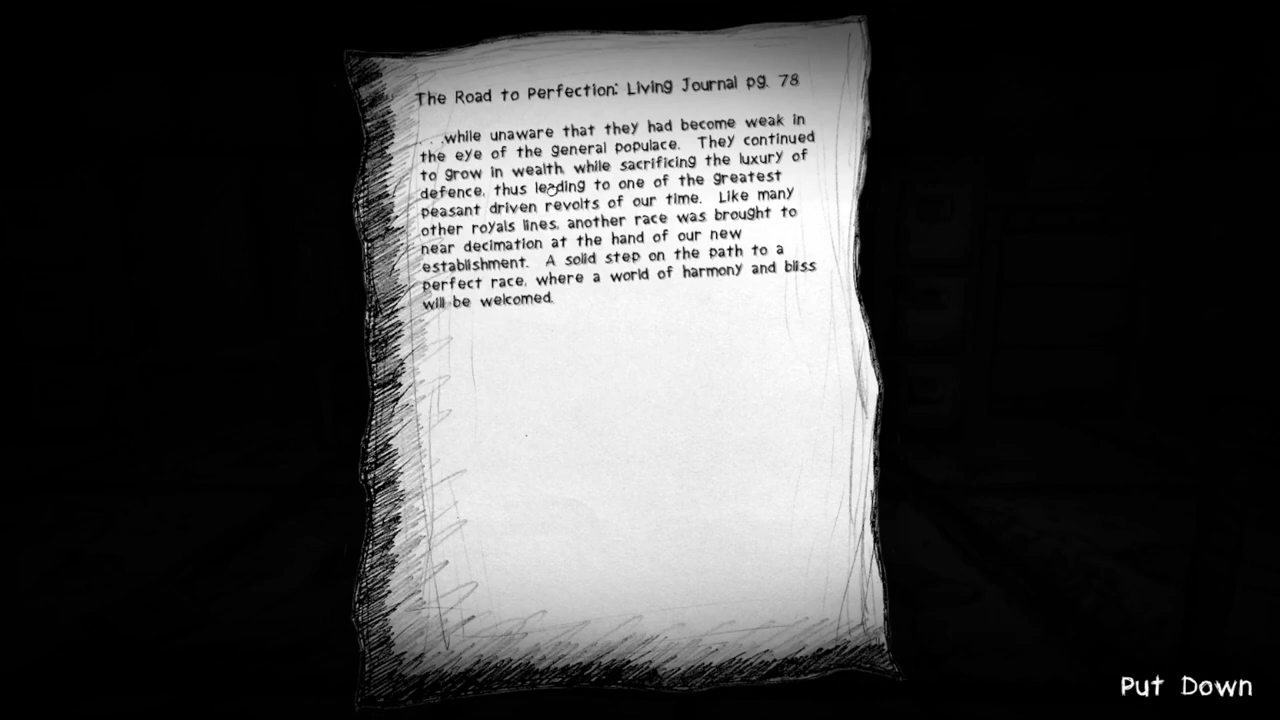 The Road to Perfection: Living Journal pg. 78
. . .while unaware that they had become weak in
the eye of the general populace. They continued
to grow in wealth while sacrificing the luxury of
defence, thus leading to one of the greatest
peasant driven revolts of our time. Like many
other royals lines, another race was brought to
near decimation at the hand of our new
establishment. A solid step on the path to a
perfect race, where a world of harmony and bliss
will be welcomed.
Put Down